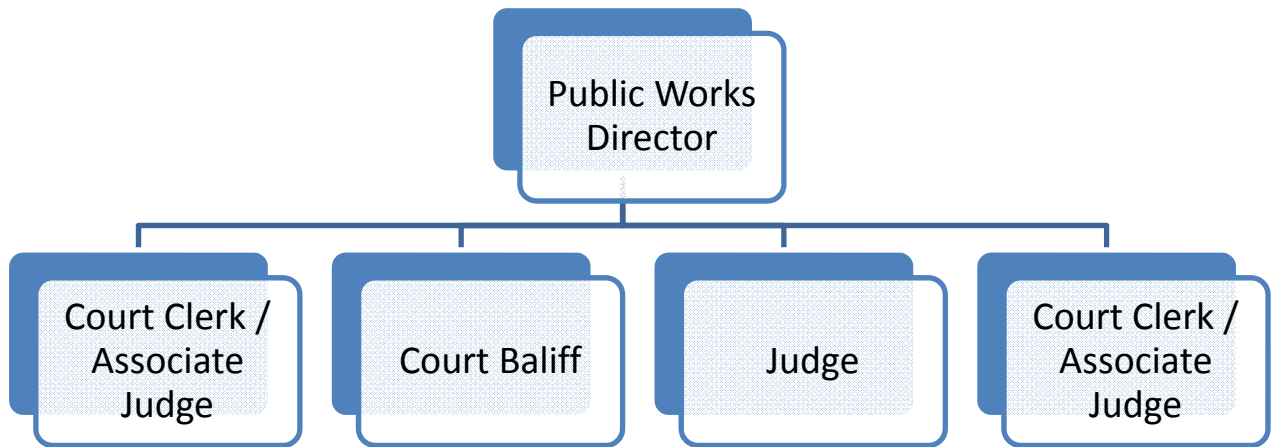 Public Works
Director
Court Clerk /
Associate
Judge
Court Baliff
Judge
Court Clerk /
Associate
Judge